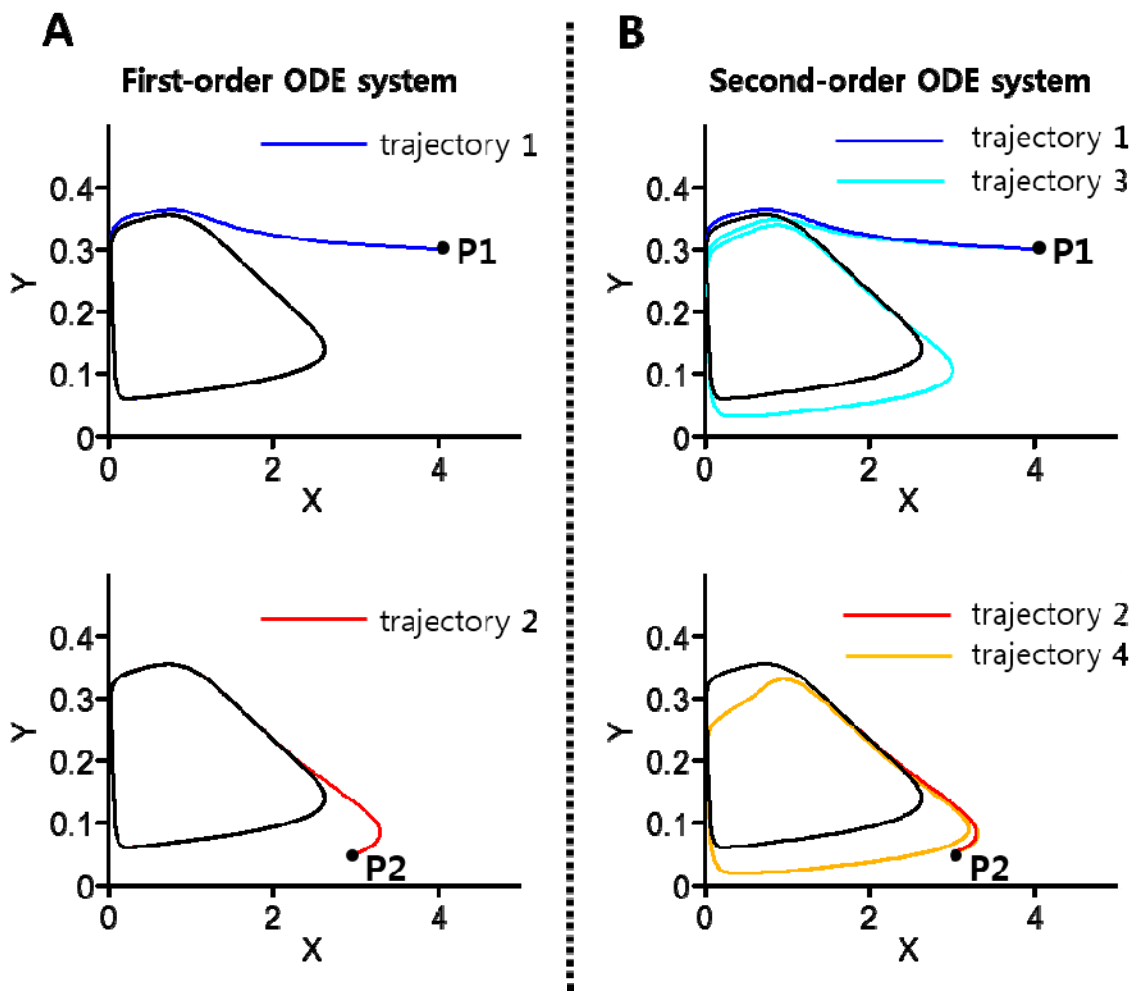 A
First-order ODE system
trajectory 1
0.4
0.3
0.2
0.1
0
Y
P1
0
2
4
X
trajectory 2
0.4
0.3
0.2
0.1
0
Y
P2
0
2
4
X
B
Second-order ODE system
trajectory 1
trajectory 3
0.4
0.3
0.2
0.1
0
Y
P1
0
2
4
X
trajectory 2
trajectory 4
0.4
0.3
0.2
0.1
0
Y
P2
0
2
4
X